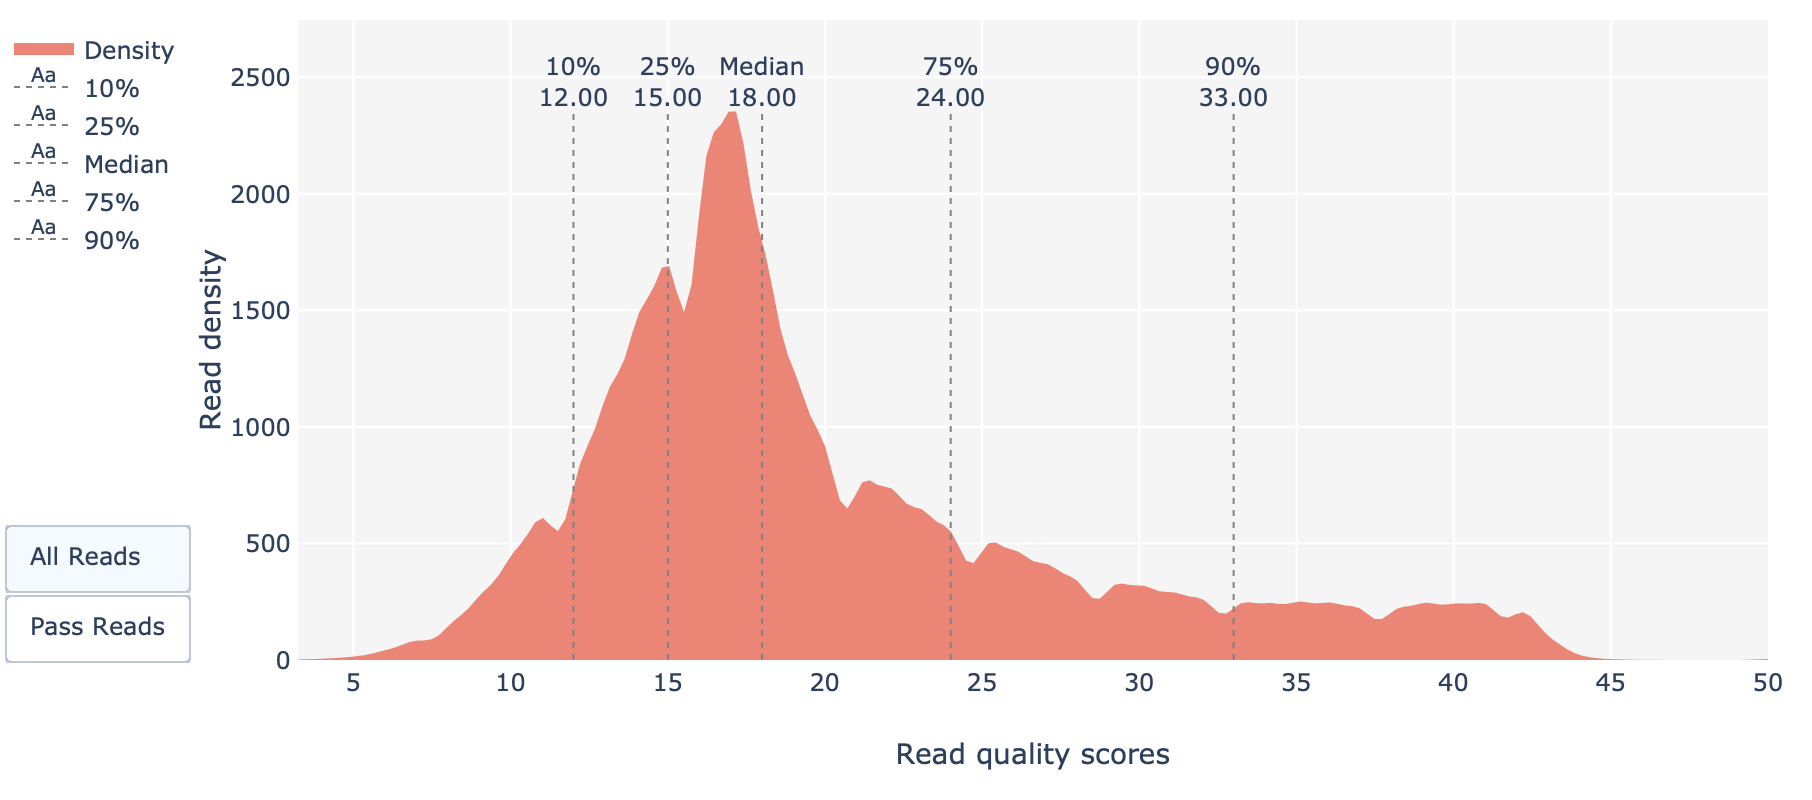 Density
Aa
10%
Aa
25%
Aa
Median
Aa
75%
Aa
90%
All Reads
Pass Reads
10% 25% Median 75% 90%
12.00 15.00 18.00 24.00 33.00
2500
2000
1500
1000
500
0
Read density
5 10 15 20 25 30 35 40 45 50
Read quality scores